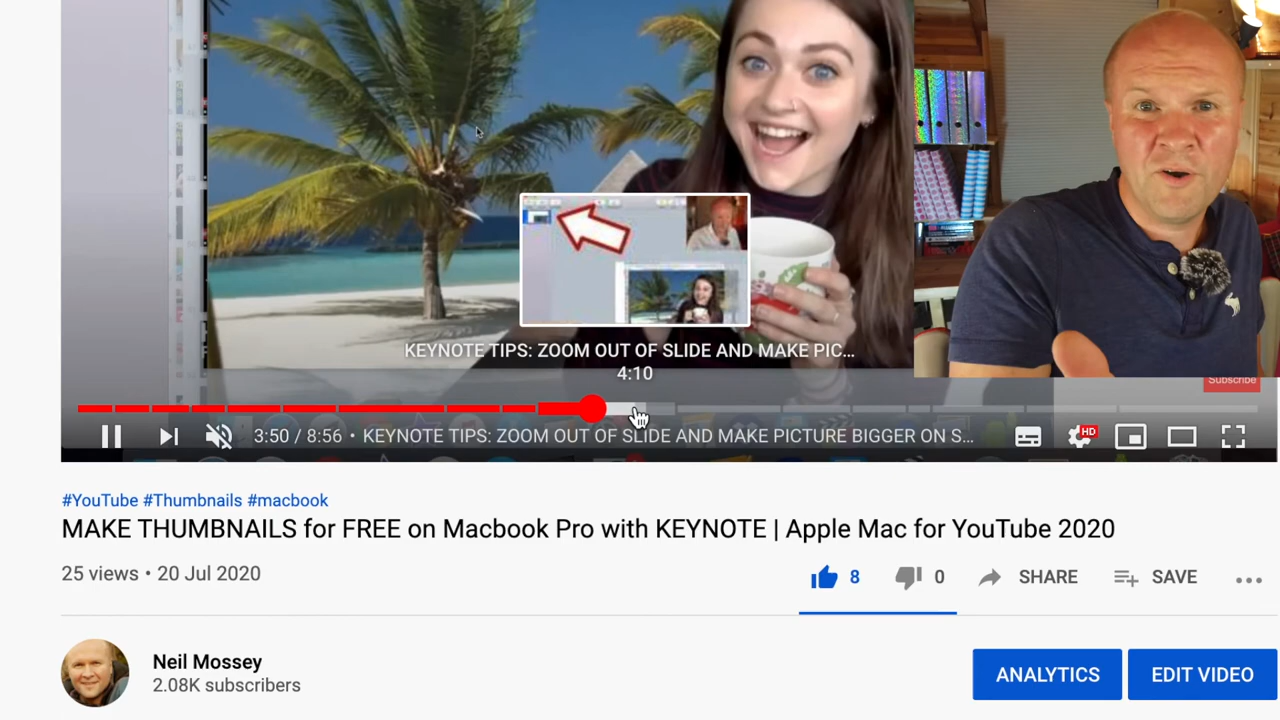 KEYNOTE TIPS: ZOOM OUT OF SLIDE AND MAKE PIC...
4:10
Subscribe
3:50 / 8:56 • KEYNOTE TIPS: ZOOM OUT OF SLIDE AND MAKE PICTURE BIGGER ON S...
HD
#YouTube #Thumbnails #macbook
MAKE THUMBNAILS for FREE on Macbook Pro with KEYNOTE | Apple Mac for YouTube 2020
25 views • 20 Jul 2020
8
0
SHARE
SAVE
Neil Mossey
2.08K subscribers
ANALYTICS
EDIT VIDEO